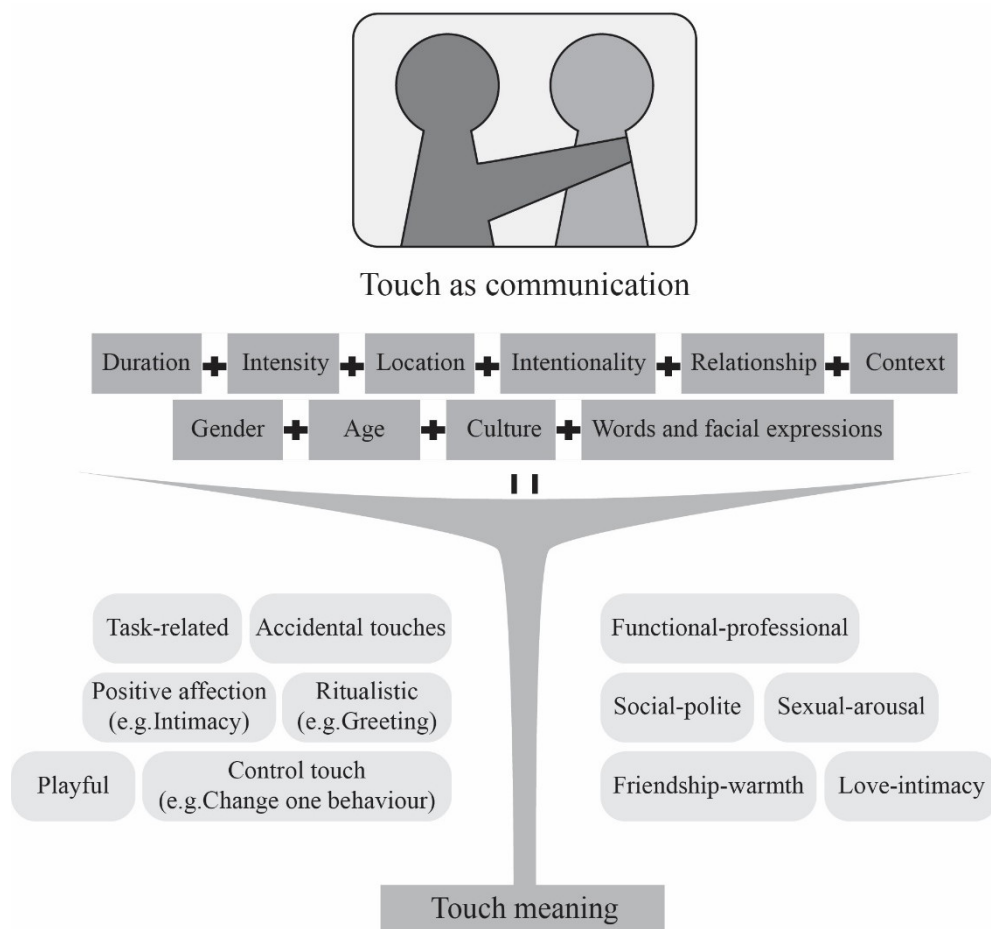 Touch as communication
Duration + Intensity + Location + Intentionality + Relationship + Context
Gender + Age + Culture + Words and facial expressions
=
Task-related
Accidental touches
Positive affection
(e.g.Intimacy)
Ritualistic
(e.g.Greeting)
Playful
Control touch
(e.g.Change one behaviour)
Functional-professional
Social-polite
Sexual-arousal
Friendship-warmth
Love-intimacy
Touch meaning